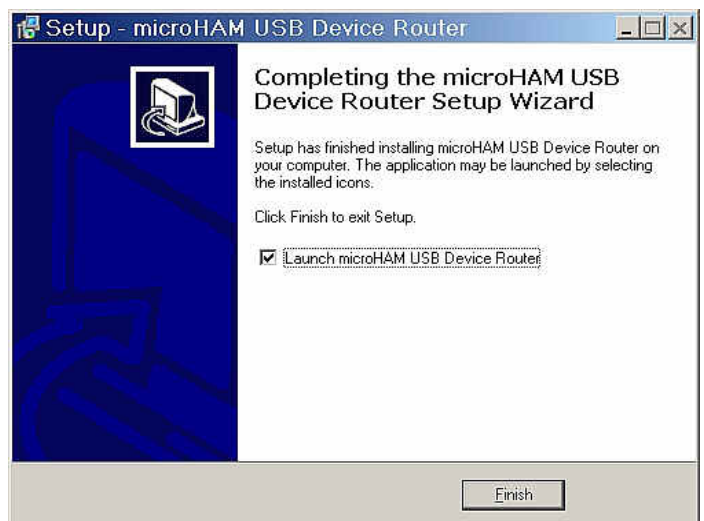 Setup - microHAM USB Device Router
Completing the microHAM USB
Device Router Setup Wizard
Setup has finished installing microHAM USB Device Router on
your computer. The application may be launched by selecting
the installed icons.
Click Finish to exit Setup.
Launch microHAM USB Device Router
Finish